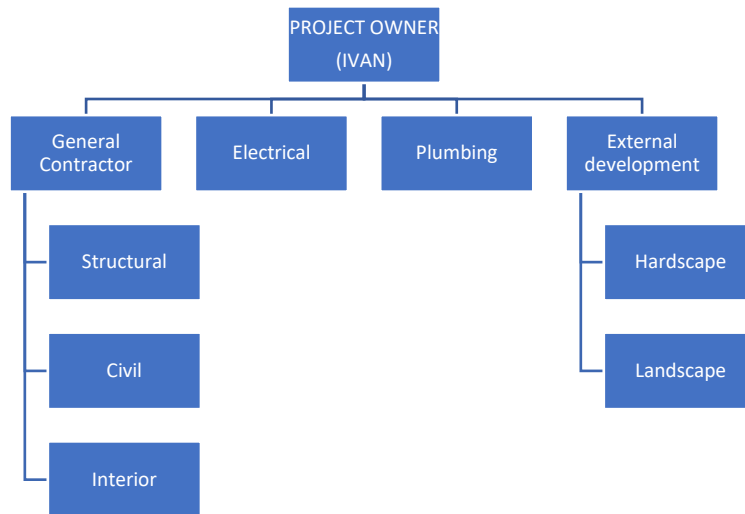 PROJECT OWNER
(IVAN)
General
Contractor
Electrical
Plumbing
External
development
Structural
Hardscape
Civil
Landscape
Interior